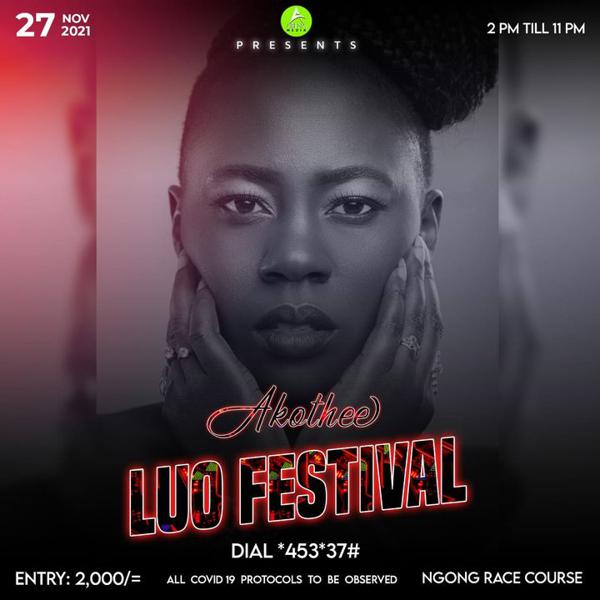 27 NOV
2021
MEDIA
PRESENTS
2 PM TILL 11 PM
Akothee
LUO FESTIVAL
DIAL *453*37#
ENTRY: 2,000/=
ALL COVID 19 PROTOCOLS TO BE OBSERVED
NGONG RACE COURSE